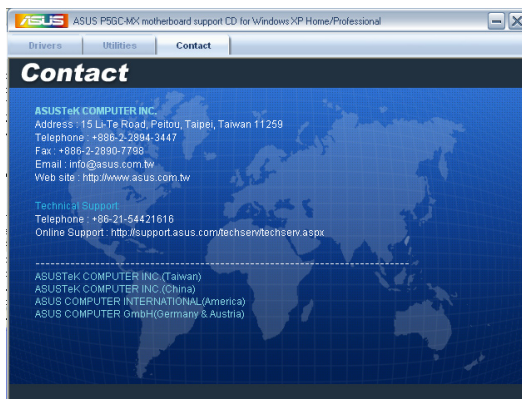 ASUS ASUS P5GC-MX motherboard support CD for Windows XP Home/Professional
Drivers Utilities Contact
Contact
ASUSTeK COMPUTER INC.
Address : 15 Li-Te Road, Peitou, Taipei, Taiwan 11259
Telephone : +886-2-2894-3447
Fax : +886-2-2890-7798
Email : info@asus.com.tw
Web site : http://www.asus.com.tw
Technical Support
Telephone : +86-21-54421616
Online Support : http://support.asus.com/techserv/techserv.aspx
ASUSTeK COMPUTER INC.(Taiwan)
ASUSTeK COMPUTER INC.(China)
ASUS COMPUTER INTERNATIONAL(America)
ASUS COMPUTER GmbH(Germany & Austria)